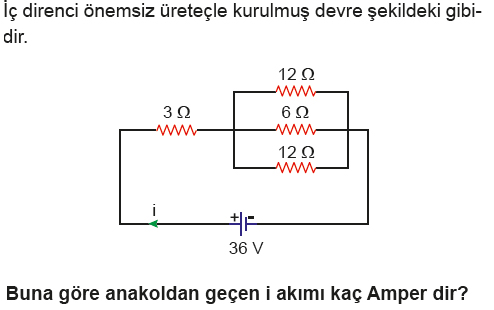 İç direnci önemsiz üreteçle kurulmuş devre şekildeki gibi-
dir.
12 Ω
3 Ω
6 Ω
12 Ω
i
+ -
36 V
Buna göre anakoldan geçen i akımı kaç Amper dir?